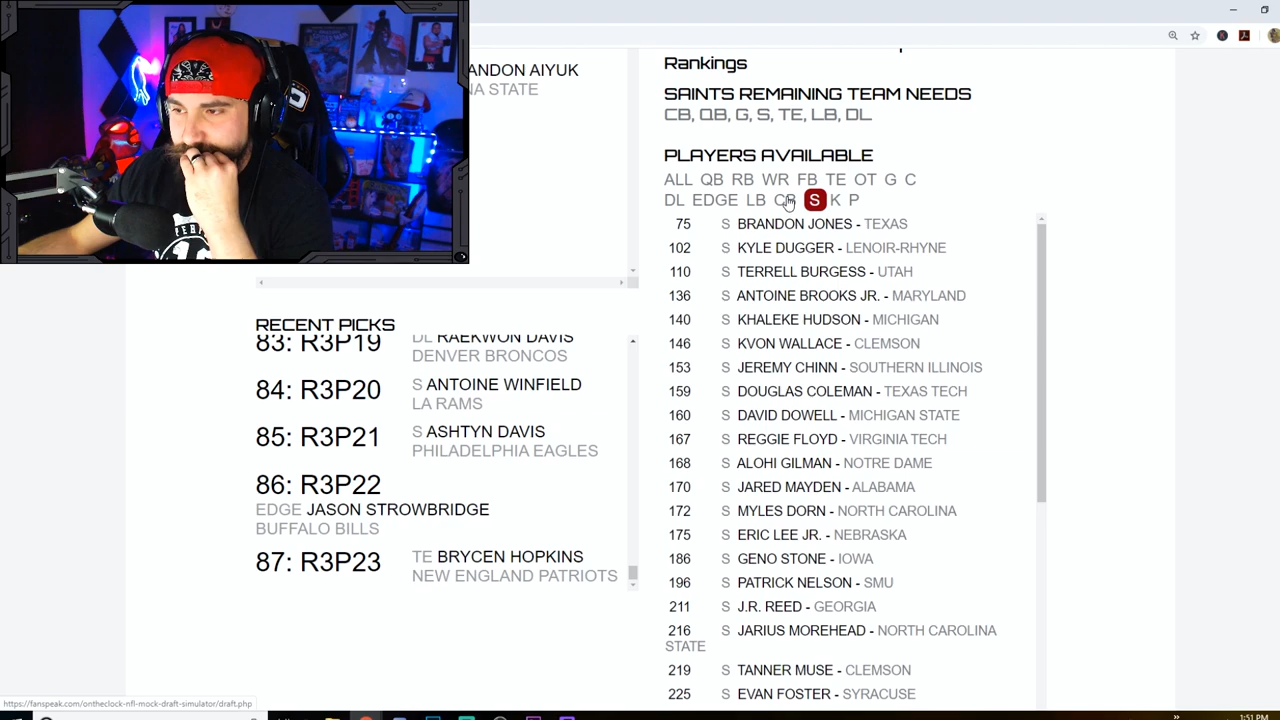 ANDON AIYUK
NA STATE
RECENT PICKS
83: R3P19 DL RAEKWON DAVIS
DENVER BRONCOS
84: R3P20 S ANTOINE WINFIELD
LA RAMS
85: R3P21 S ASHTYN DAVIS
PHILADELPHIA EAGLES
86: R3P22
EDGE JASON STROWBRIDGE
BUFFALO BILLS
87: R3P23 TE BRYCEN HOPKINS
NEW ENGLAND PATRIOTS
Rankings
SAINTS REMAINING TEAM NEEDS
CB, QB, G, S, TE, LB, DL
PLAYERS AVAILABLE
ALL QB RB WR FB TE OT G C
DL EDGE LB CB S K P
75 S BRANDON JONES - TEXAS
102 S KYLE DUGGER - LENOIR-RHYNE
110 S TERRELL BURGESS - UTAH
136 S ANTOINE BROOKS JR. - MARYLAND
140 S KHALEKE HUDSON - MICHIGAN
146 S KVON WALLACE - CLEMSON
153 S JEREMY CHINN - SOUTHERN ILLINOIS
159 S DOUGLAS COLEMAN - TEXAS TECH
160 S DAVID DOWELL - MICHIGAN STATE
167 S REGGIE FLOYD - VIRGINIA TECH
168 S ALOHI GILMAN - NOTRE DAME
170 S JARED MAYDEN - ALABAMA
172 S MYLES DORN - NORTH CAROLINA
175 S ERIC LEE JR. - NEBRASKA
186 S GENO STONE - IOWA
196 S PATRICK NELSON - SMU
211 S J.R. REED - GEORGIA
216 S JARIUS MOREHEAD - NORTH CAROLINA
STATE
219 S TANNER MUSE - CLEMSON
225 S EVAN FOSTER - SYRACUSE
https://fanspeak.com/ontheclock-nfl-mock-draft-simulator/draft.php
1:51 PM